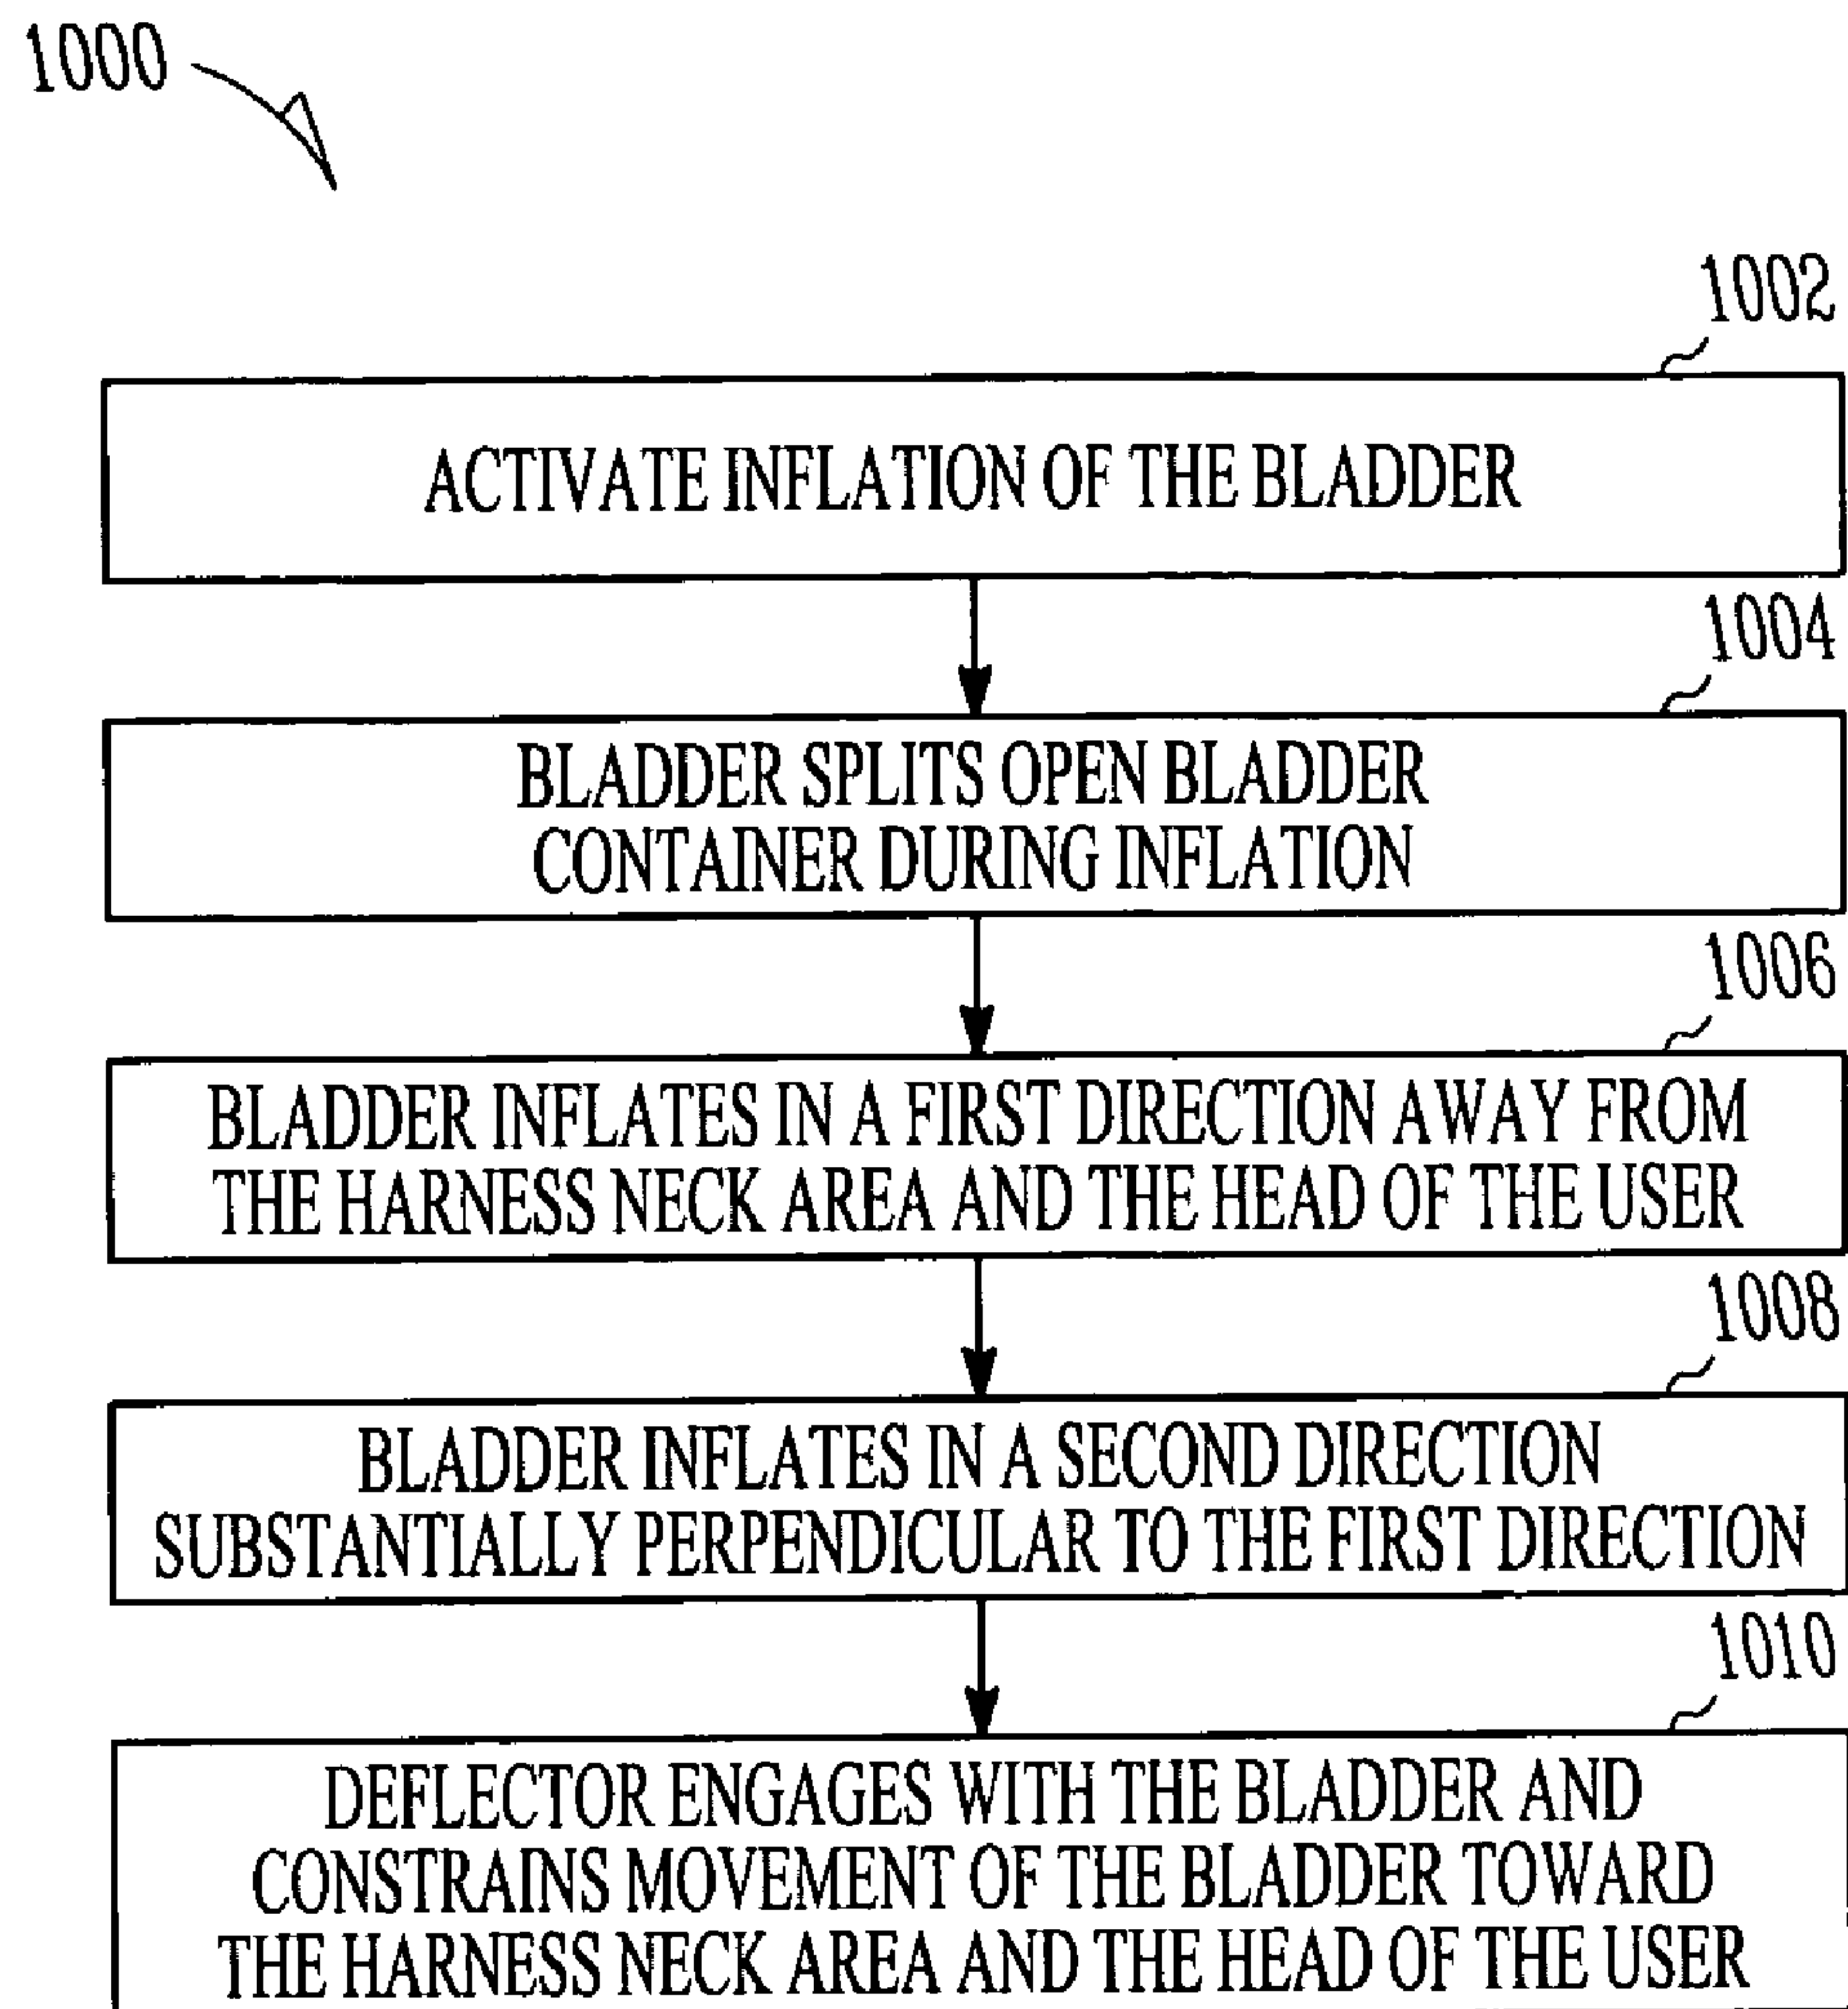 1000
1002
ACTIVATE INFLATION OF THE BLADDER
1004
BLADDER SPLITS OPEN BLADDER
CONTAINER DURING INFLATION
1006
BLADDER INFLATES IN A FIRST DIRECTION AWAY FROM
THE HARNESS NECK AREA AND THE HEAD OF THE USER
1008
BLADDER INFLATES IN A SECOND DIRECTION
SUBSTANTIALLY PERPENDICULAR TO THE FIRST DIRECTION
1010
DEFLECTOR ENGAGES WITH THE BLADDER AND
CONSTRAINS MOVEMENT OF THE BLADDER TOWARD
THE HARNESS NECK AREA AND THE HEAD OF THE USER